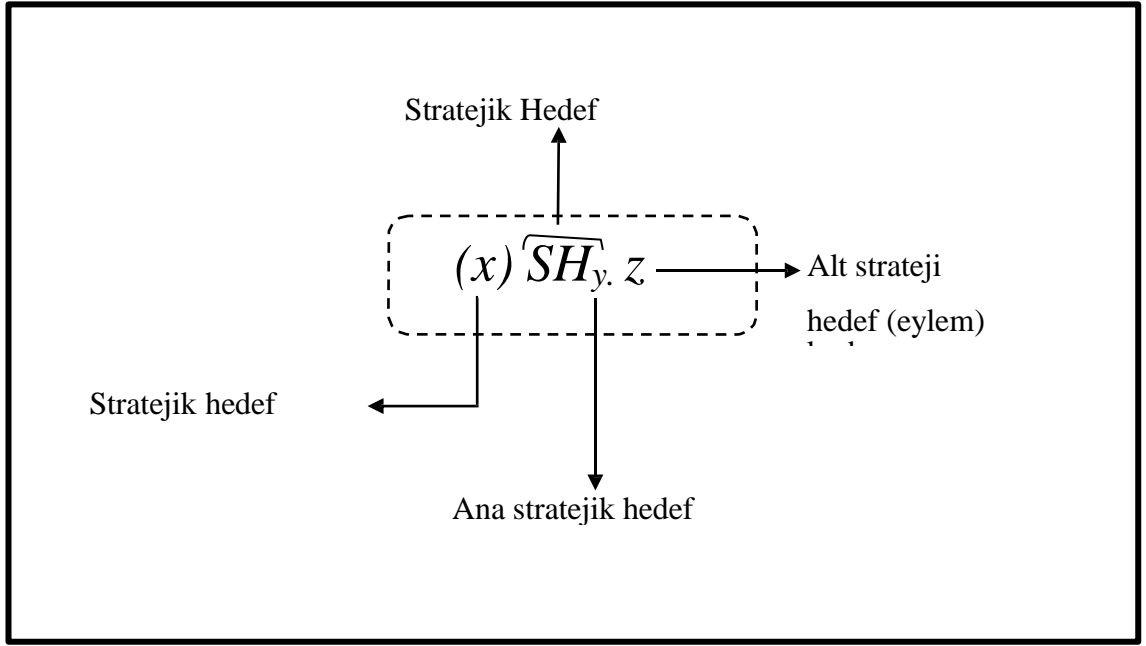 Stratejik Hedef
(x) SHy. z
Alt strateji
hedef (eylem)
Stratejik hedef
Ana stratejik hedef